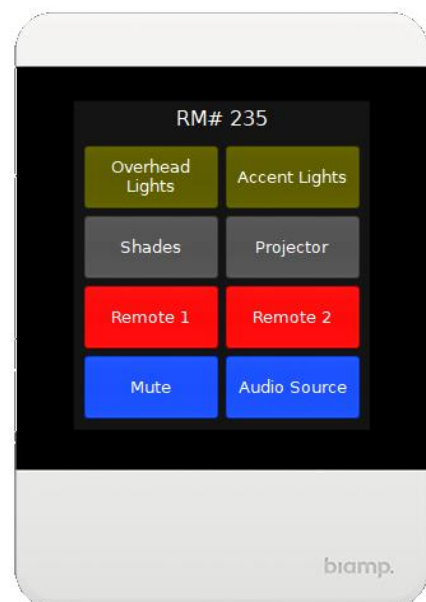 RM# 235
Overhead
Lights
Accent Lights
Shades
Projector
Remote 1
Remote 2
Mute
Audio Source
biamp.